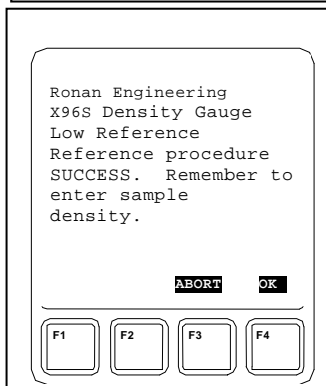 Ronan Engineering
X96S Density Gauge
Low Reference
Reference procedure
SUCCESS. Remember to
enter sample
density.
ABORT OK
F1 F2 F3 F4